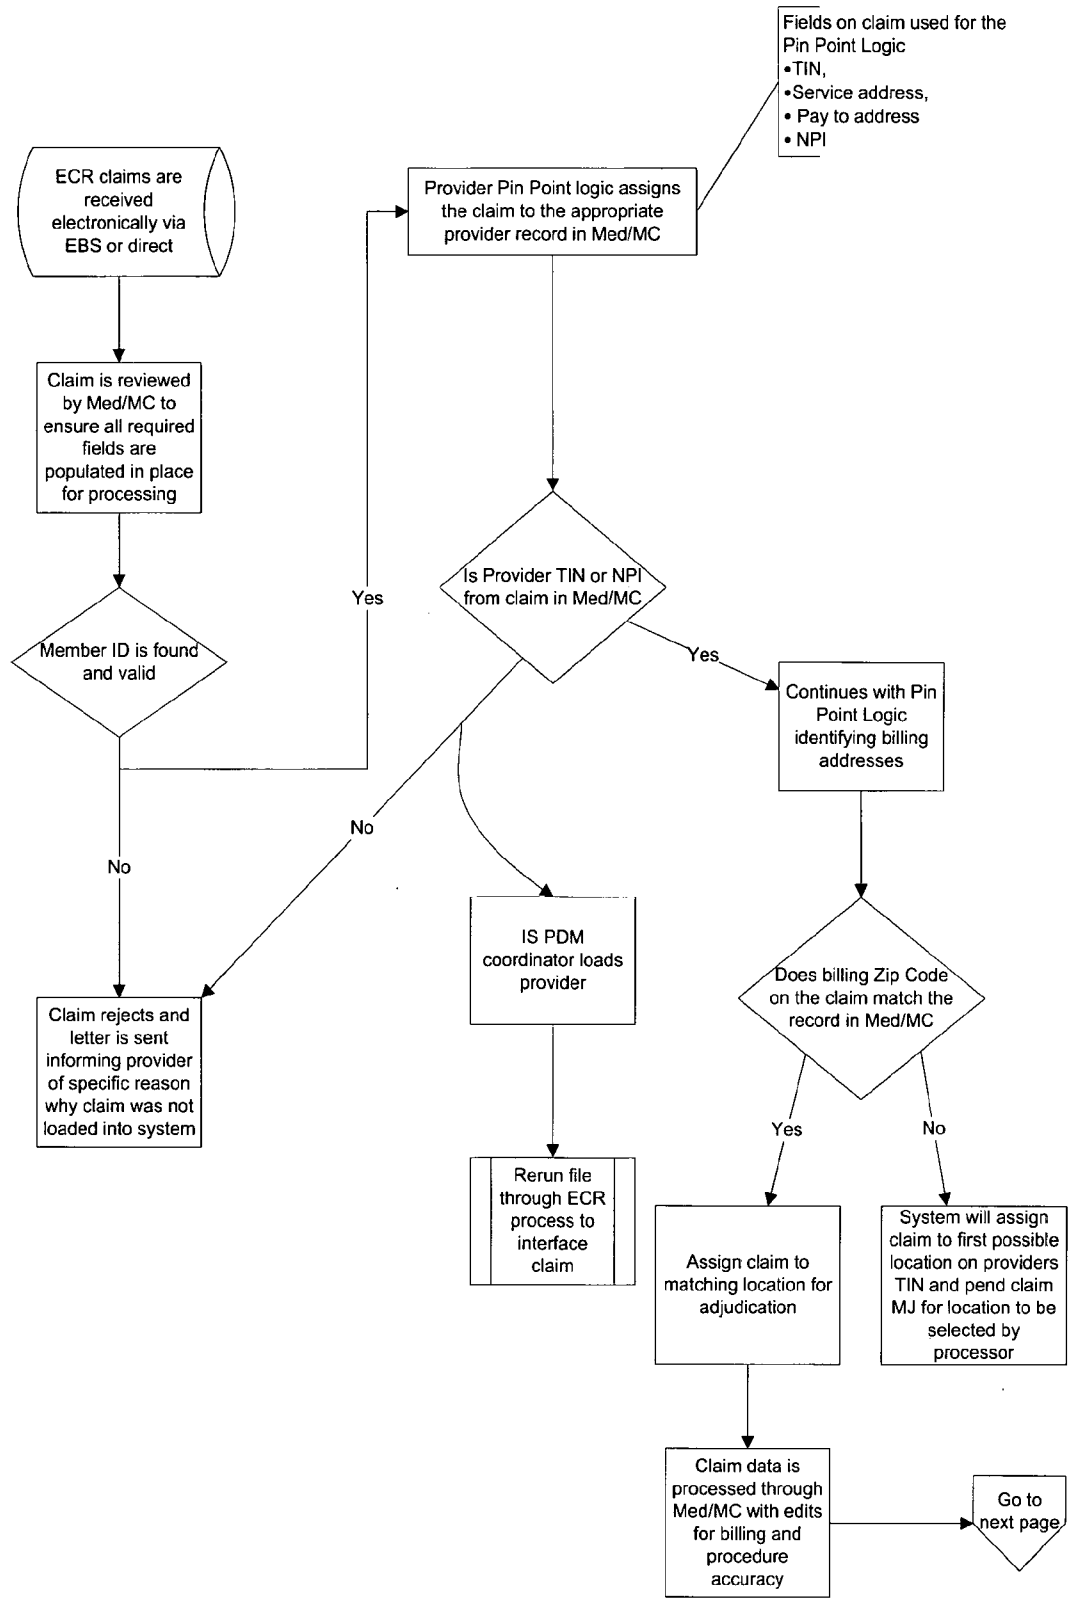 Fields on claim used for the
Pin Point Logic
•TIN,
•Service address,
• Pay to address
• NPI
ECR claims are
received
electronically via
EBS or direct
Provider Pin Point logic assigns
the claim to the appropriate
provider record in Med/MC
Claim is reviewed
by Med/MC to
ensure all required
fields are
populated in place
for processing
Yes
Is Provider TIN or NPI
from claim in Med/MC
Member ID is found
and valid
Yes
Continues with Pin
Point Logic
identifying billing
addresses
No
No
IS PDM
coordinator loads
provider
Does billing Zip Code
on the claim match the
record in Med/MC
Claim rejects and
letter is sent
informing provider
of specific reason
why claim was not
loaded into system
Yes
No
Rerun file
through ECR
process to
interface
claim
Assign claim to
matching location for
adjudication
System will assign
claim to first possible
location on providers
TIN and pend claim
MJ for location to be
selected by
processor
Claim data is
processed through
Med/MC with edits
for billing and
procedure
accuracy
Go to
next page